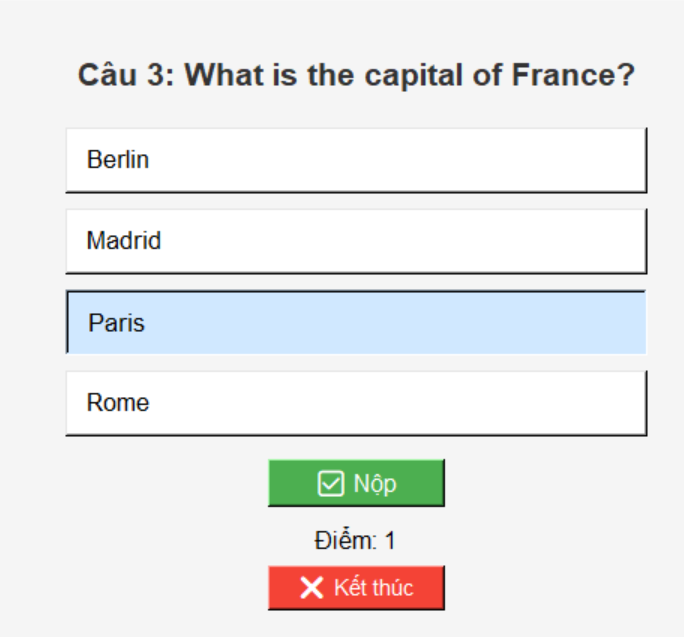 Câu 3: What is the capital of France?
Berlin
Madrid
Paris
Rome
Nộp
Điểm: 1
Kết thúc